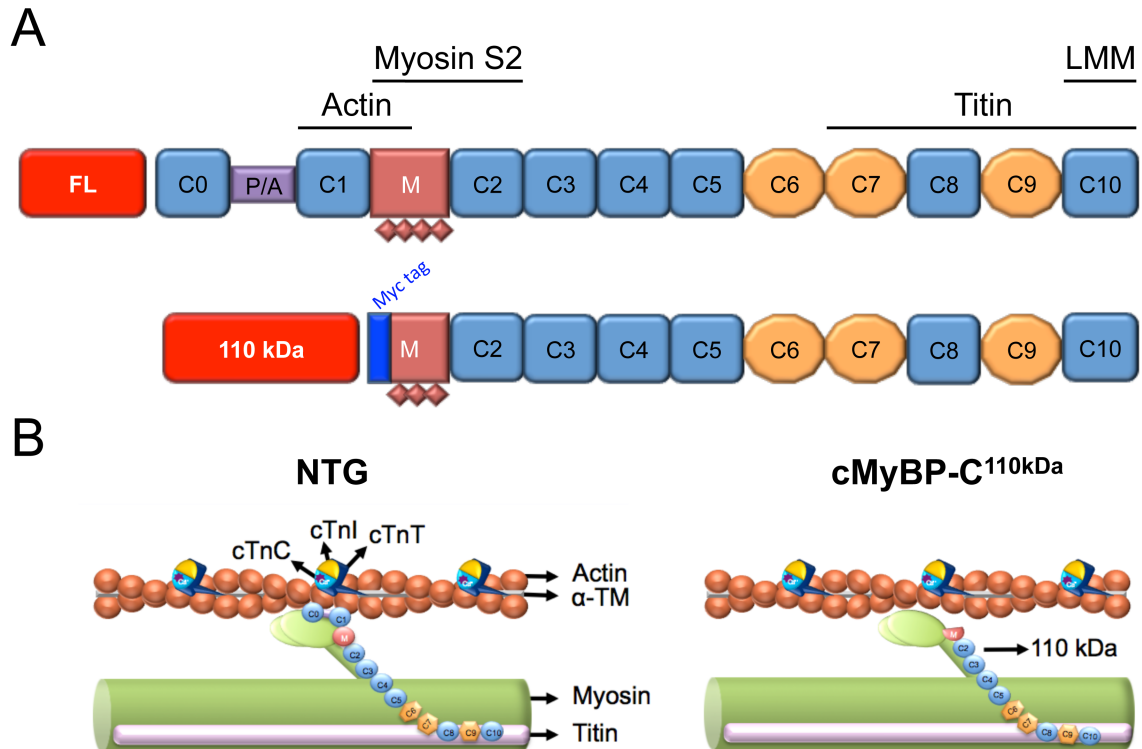 A
Myosin S2 LMM
Actin Titin
FL C0 P/A C1 M C2 C3 C4 C5 C6 C7 C8 C9 C10
Myc tag
110 kDa M C2 C3 C4 C5 C6 C7 C8 C9 C10
B
NTG cMyBP-C110kDa
cTnI
cTnC cTnT
Actin
α-TM
C0 C1
M M
C2 C2 110 kDa
C3 C3
C4 C4
C5 C5 Myosin
C6 C6
C7 C7
C8 C9 C10 Titin C8 C9 C10